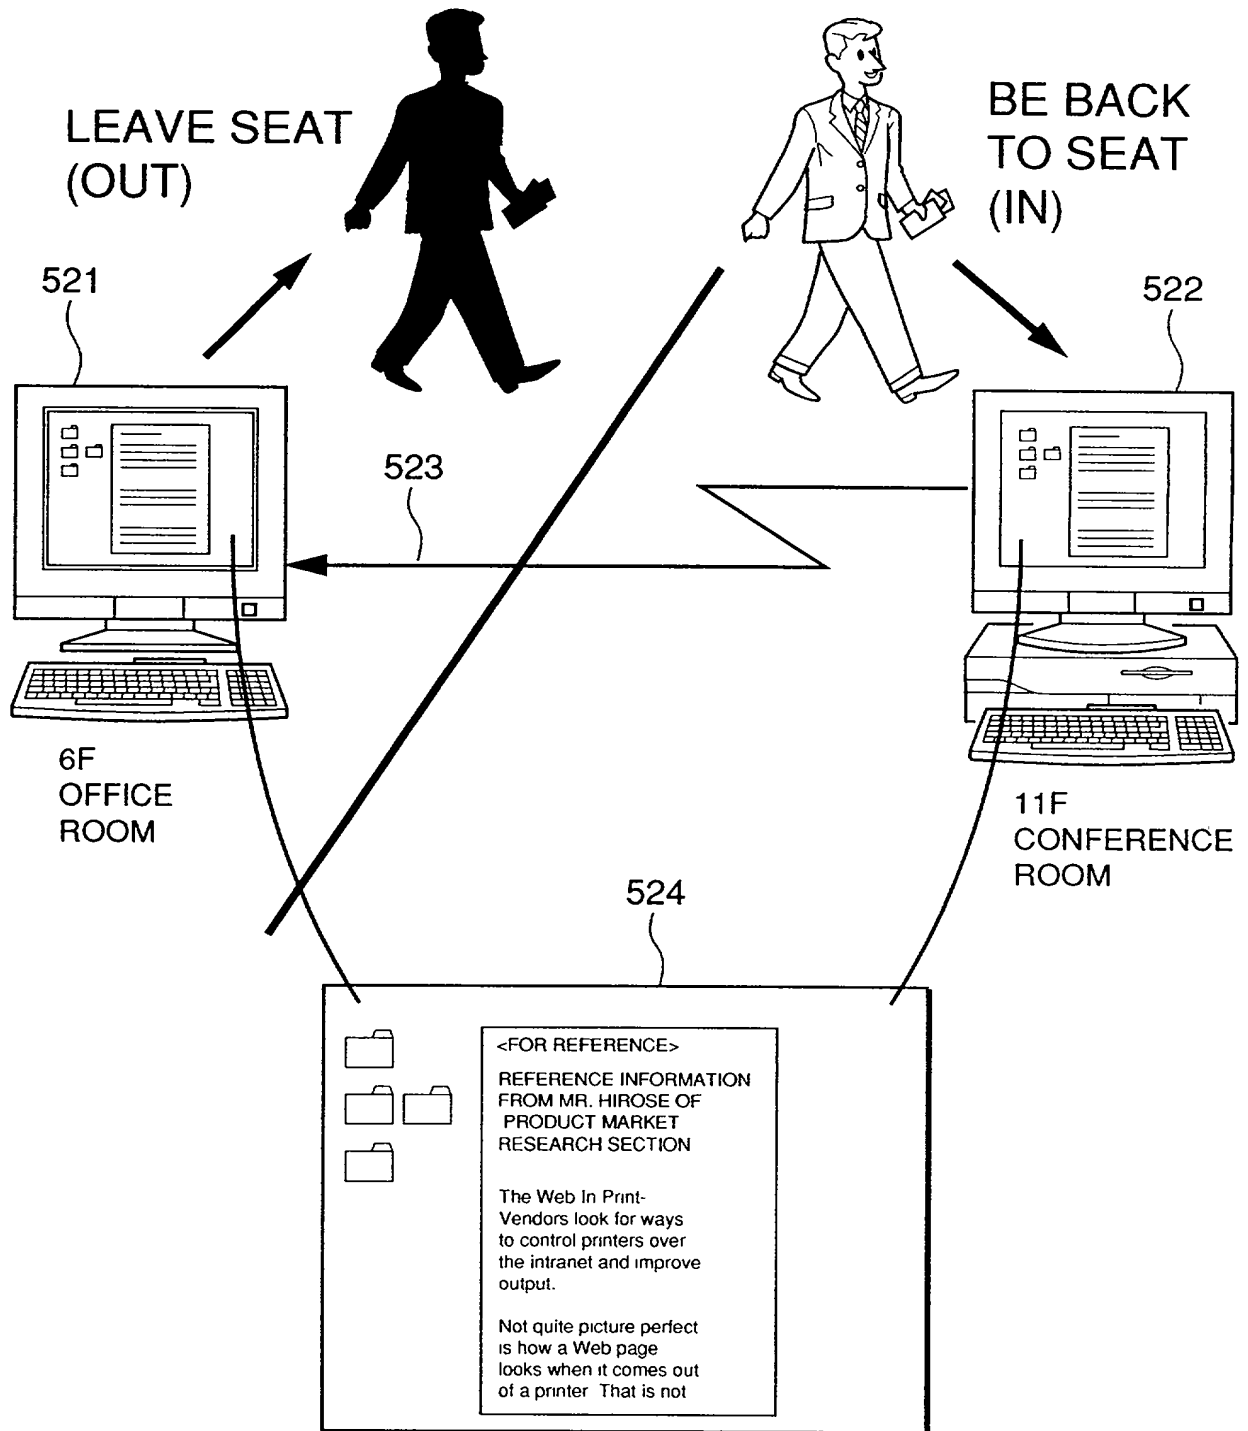 LEAVE SEAT
(OUT)
BE BACK
TO SEAT
(IN)
521
522
523
6F
OFFICE
ROOM
11F
CONFERENCE
ROOM
524
<FOR REFERENCE>
REFERENCE INFORMATION
FROM MR. HIROSE OF
PRODUCT MARKET
RESEARCH SECTION
The Web In Print-
Vendors look for ways
to control printers over
the intranet and improve
output.
Not quite picture perfect
is how a Web page
looks when it comes out
of a printer That is not